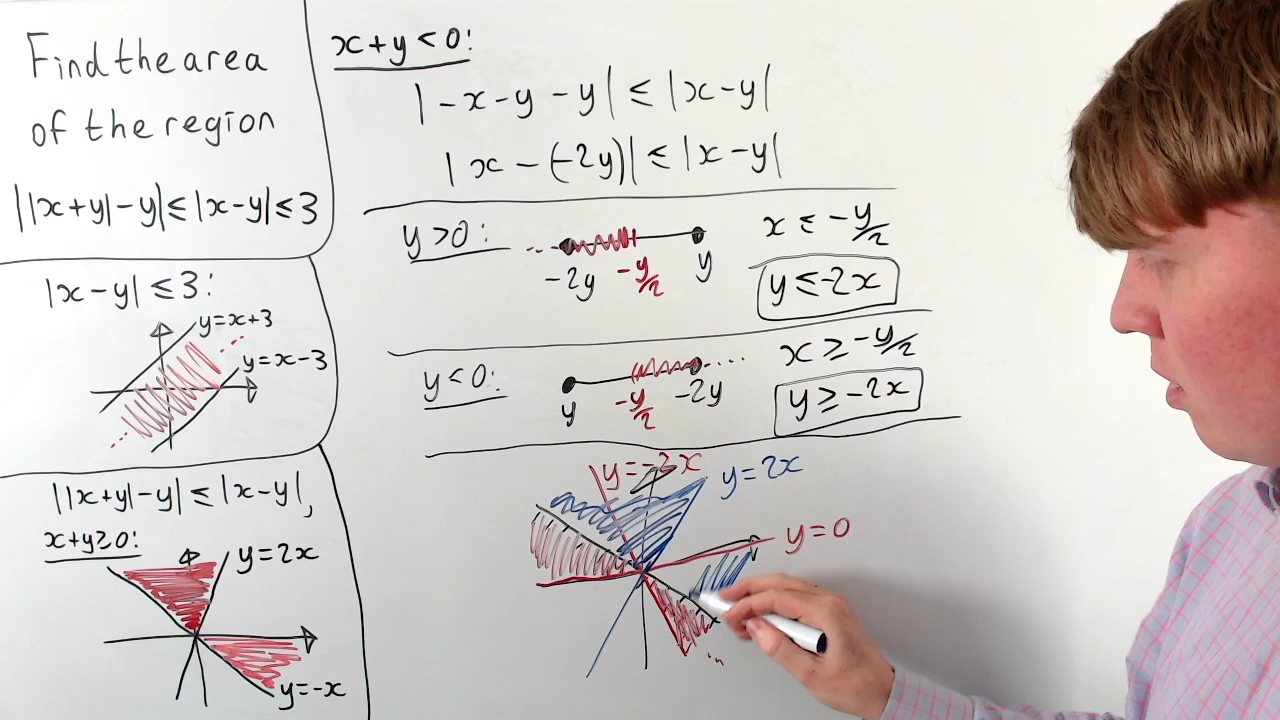 Find the area
of the region
||x+y|-y|≤|x-y|≤3
|x-y|≤3:
y=x+3
y=x-3
||x+y|-y|≤|x-y|,
x+y≥0:
y=2x
y=-x
x+y<0:
|-x-y-y|≤|x-y|
|x-(-2y)|≤|x-y|
y>0:
-2y -y/2 y
x≤-y/2
y≤-2x
y<0:
y -y/2 -2y
x≥-y/2
y≥-2x
y=-2x
y=2x
y=0